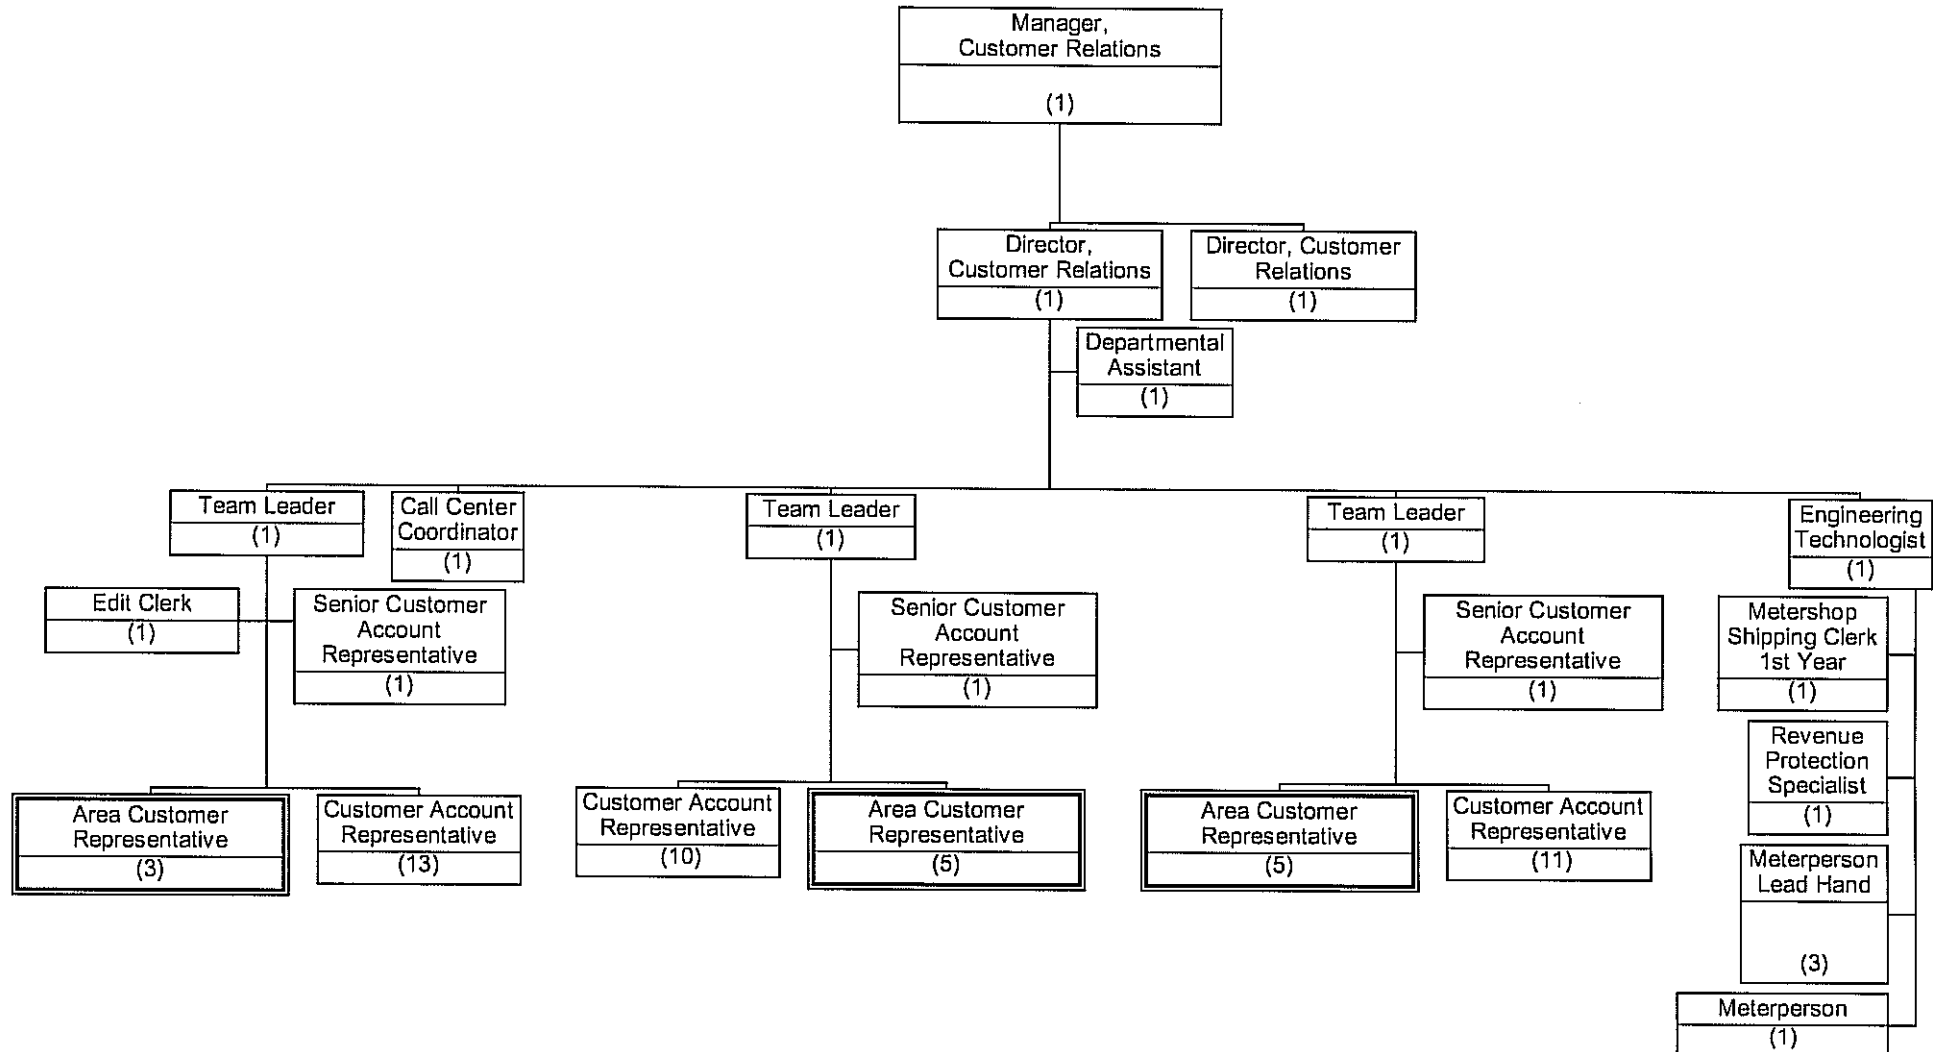 Manager,
Customer Relations
(1)
Director,
Customer Relations
(1)
Director, Customer
Relations
(1)
Departmental
Assistant
(1)
Team Leader
(1)
Call Center
Coordinator
(1)
Team Leader
(1)
Team Leader
(1)
Engineering
Technologist
(1)
Edit Clerk
(1)
Senior Customer
Account
Representative
(1)
Senior Customer
Account
Representative
(1)
Senior Customer
Account
Representative
(1)
Metershop
Shipping Clerk
1st Year
(1)
Revenue
Protection
Specialist
(1)
Area Customer
Representative
(3)
Customer Account
Representative
(13)
Customer Account
Representative
(10)
Area Customer
Representative
(5)
Area Customer
Representative
(5)
Customer Account
Representative
(11)
Meterperson
Lead Hand
(3)
Meterperson
(1)